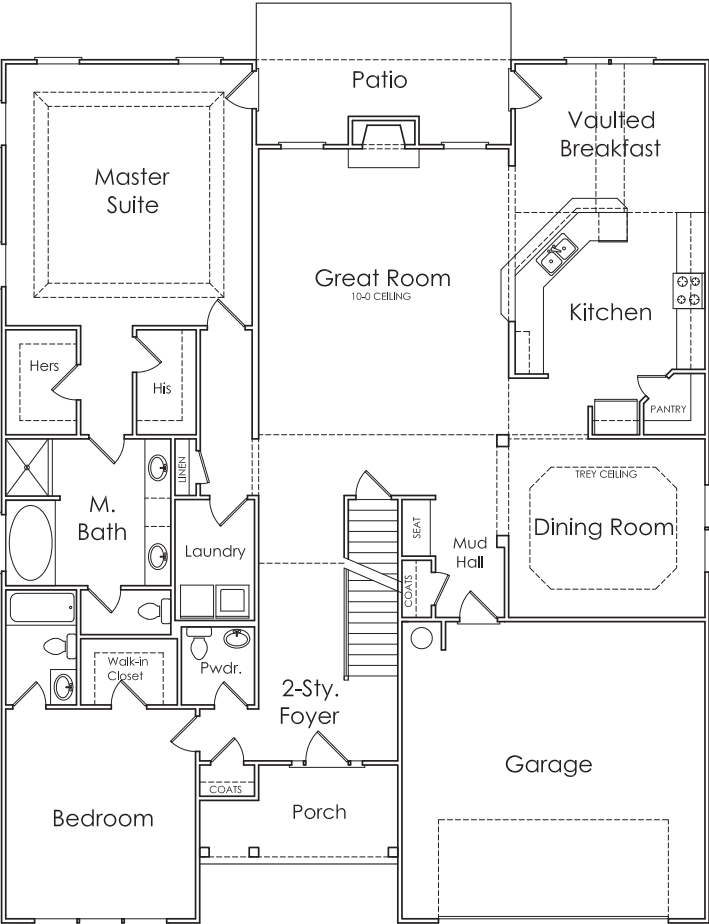 Patio
Vaulted
Breakfast
Master
Suite
Great Room
10-0 CEILING
Kitchen
Hers
His
PANTRY
LINEN
TREY CEILING
M.
Bath
SEAT
Dining Room
Laundry
Mud
Hall
COATS
Walk-in
Closet
Pwdr.
2-Sty.
Foyer
Garage
COATS
Porch
Bedroom